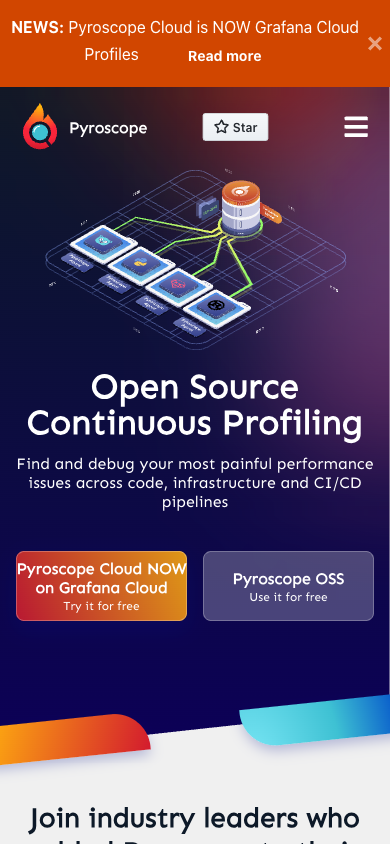 NEWS: Pyroscope Cloud is NOW Grafana Cloud
Profiles Read more
Pyroscope
Star
Open Source
Continuous Profiling
Find and debug your most painful performance
issues across code, infrastructure and CI/CD
pipelines
Pyroscope Cloud NOW
on Grafana Cloud
Try it for free
Pyroscope OSS
Use it for free
Join industry leaders who